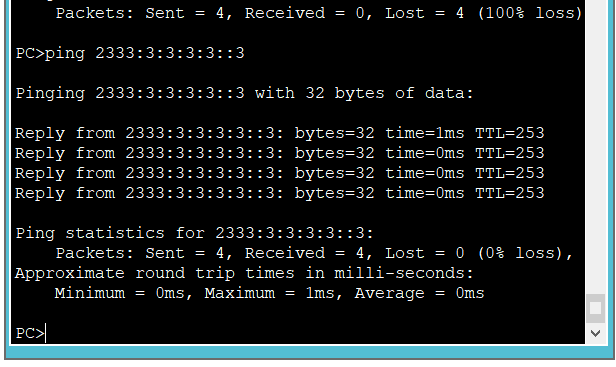 Packets: Sent = 4, Received = 0, Lost = 4 (100% loss)
PC>ping 2333:3:3:3:3::3
Pinging 2333:3:3:3:3::3 with 32 bytes of data:
Reply from 2333:3:3:3:3::3: bytes=32 time=1ms TTL=253
Reply from 2333:3:3:3:3::3: bytes=32 time=0ms TTL=253
Reply from 2333:3:3:3:3::3: bytes=32 time=0ms TTL=253
Reply from 2333:3:3:3:3::3: bytes=32 time=0ms TTL=253
Ping statistics for 2333:3:3:3:3::3:
Packets: Sent = 4, Received = 4, Lost = 0 (0% loss),
Approximate round trip times in milli-seconds:
Minimum = 0ms, Maximum = 1ms, Average = 0ms
PC>